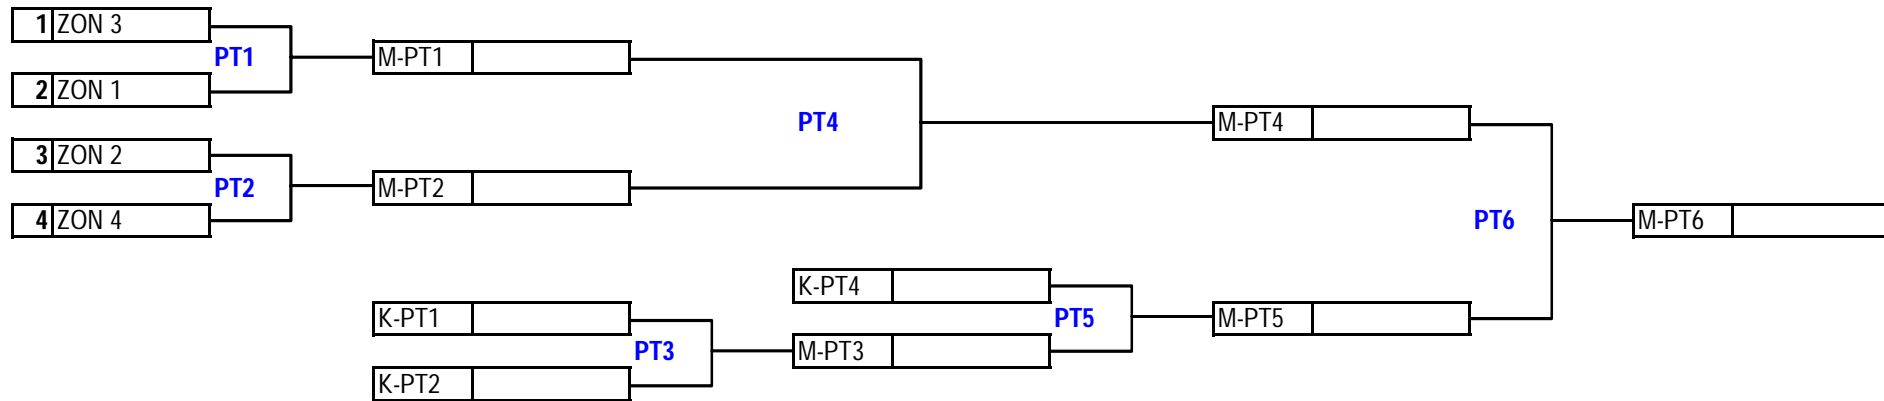 1 ZON 3
PT1
M-PT1
2 ZON 1
PT4
M-PT4
3 ZON 2
PT2
M-PT2
4 ZON 4
PT6
M-PT6
K-PT4
K-PT1
PT5
M-PT5
PT3
M-PT3
K-PT2